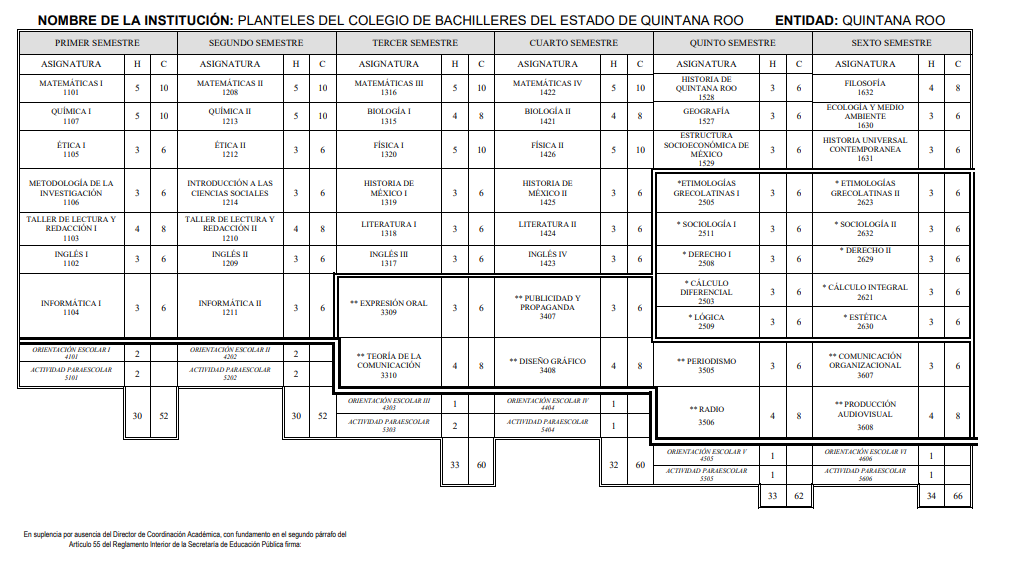 NOMBRE DE LA INSTITUCIÓN: PLANTELES DEL COLEGIO DE BACHILLERES DEL ESTADO DE QUINTANA ROO ENTIDAD: QUINTANA ROO
PRIMER SEMESTRE SEGUNDO SEMESTRE TERCER SEMESTRE CUARTO SEMESTRE QUINTO SEMESTRE SEXTO SEMESTRE
ASIGNATURA H C ASIGNATURA H C ASIGNATURA H C ASIGNATURA H C ASIGNATURA H C ASIGNATURA H C
MATEMÁTICAS I 5 10 MATEMÁTICAS II 5 10 MATEMÁTICAS III 5 10 MATEMÁTICAS IV 5 10 HISTORIA DE 3 6 FILOSOFÍA 4 8
1101 1208 1316 1422 QUINTANA ROO 1632
1528
QUÍMICA I 5 10 QUÍMICA II 5 10 BIOLOGÍA I 4 8 BIOLOGÍA II 4 8 GEOGRAFÍA 3 6 ECOLOGÍA Y MEDIO 3 6
1107 1213 1315 1421 1527 AMBIENTE
1630
ÉTICA I 3 6 ÉTICA II 3 6 FÍSICA I 5 10 FÍSICA II 5 10 ESTRUCTURA 3 6 HISTORIA UNIVERSAL 3 6
1105 1212 1320 1426 SOCIOECONÓMICA DE CONTEMPORANEA
MÉXICO 1631
1529
METODOLOGÍA DE LA 3 6 INTRODUCCIÓN A LAS 3 6 HISTORIA DE 3 6 HISTORIA DE 3 6 *ETIMOLOGÍAS 3 6 * ETIMOLOGÍAS 3 6
INVESTIGACIÓN CIENCIAS SOCIALES MÉXICO I MÉXICO II GRECOLATINAS I GRECOLATINAS II
1106 1214 1319 1425 2505 2623
TALLER DE LECTURA Y 4 8 TALLER DE LECTURA Y 4 8 LITERATURA I 3 6 LITERATURA II 3 6 * SOCIOLOGÍA I 3 6 * SOCIOLOGÍA II 3 6
REDACCIÓN I REDACCIÓN II 1318 1424 2511 2632
1103 1210
INGLÉS I 3 6 INGLÉS II 3 6 INGLÉS III 3 6 INGLÉS IV 3 6 * DERECHO I 3 6 * DERECHO II 3 6
1102 1209 1317 1423 2508 2629
INFORMÁTICA I 3 6 INFORMÁTICA II 3 6 ** EXPRESIÓN ORAL 3 6 ** PUBLICIDAD Y 3 6 * CÁLCULO 3 6 * CÁLCULO INTEGRAL 3 6
1104 1211 3309 PROPAGANDA DIFERENCIAL 2621
3407 2503
* LÓGICA 3 6 * ESTÉTICA 3 6
2509 2630
ORIENTACIÓN ESCOLAR I 2 ORIENTACIÓN ESCOLAR II 2 ** TEORÍA DE LA 4 8 ** DISEÑO GRÁFICO 4 8 ** PERIODISMO 3 6 ** COMUNICACIÓN 3 6
4101 4202 COMUNICACIÓN 3408 3505 ORGANIZACIONAL
ACTIVIDAD PARAESCOLAR 2 ACTIVIDAD PARAESCOLAR 2 3310 3607
5101 5202
30 52 30 52 ORIENTACIÓN ESCOLAR III 1 ORIENTACIÓN ESCOLAR IV 1 ** RADIO 4 8 ** PRODUCCIÓN 4 8
4303 4404 3506 AUDIOVISUAL
ACTIVIDAD PARAESCOLAR 2 ACTIVIDAD PARAESCOLAR 1 3608
5303 5404
33 60 32 60 ORIENTACIÓN ESCOLAR V 1 ORIENTACIÓN ESCOLAR VI 1
4505 4606
ACTIVIDAD PARAESCOLAR 1 ACTIVIDAD PARAESCOLAR 1
5505 5606
33 62 34 66
En suplencia por ausencia del Director de Coordinación Académica, con fundamento en el segundo párrafo del
Artículo 55 del Reglamento Interior de la Secretaría de Educación Pública firma: